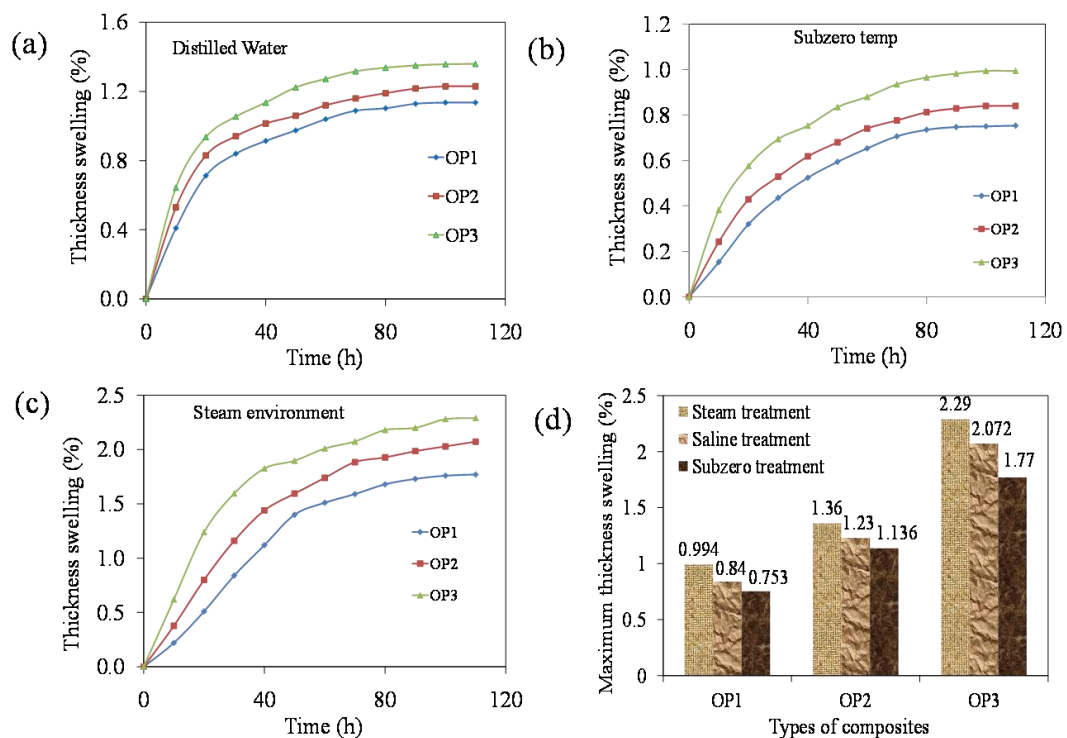 (a)
Distilled Water
Thickness swelling (%)
1.6
1.2
0.8
0.4
0.0
OP1
OP2
OP3
0 40 80 120
Time (h)
(b)
Subzero temp
Thickness swelling (%)
1.2
1.0
0.8
0.6
0.4
0.2
0.0
OP1
OP2
OP3
0 20 40 60 80 100 120
Time (h)
(c)
Steam environment
Thickness swelling (%)
2.5
2.0
1.5
1.0
0.5
0.0
OP1
OP2
OP3
0 20 40 60 80 100 120
Time (h)
(d)
Maximum thickness swelling (%)
2.5
2
1.5
1
0.5
0
Steam treatment
Saline treatment
Subzero treatment
0.994
0.84
0.753
1.36
1.23
1.136
2.29
2.072
1.77
OP1 OP2 OP3
Types of composites